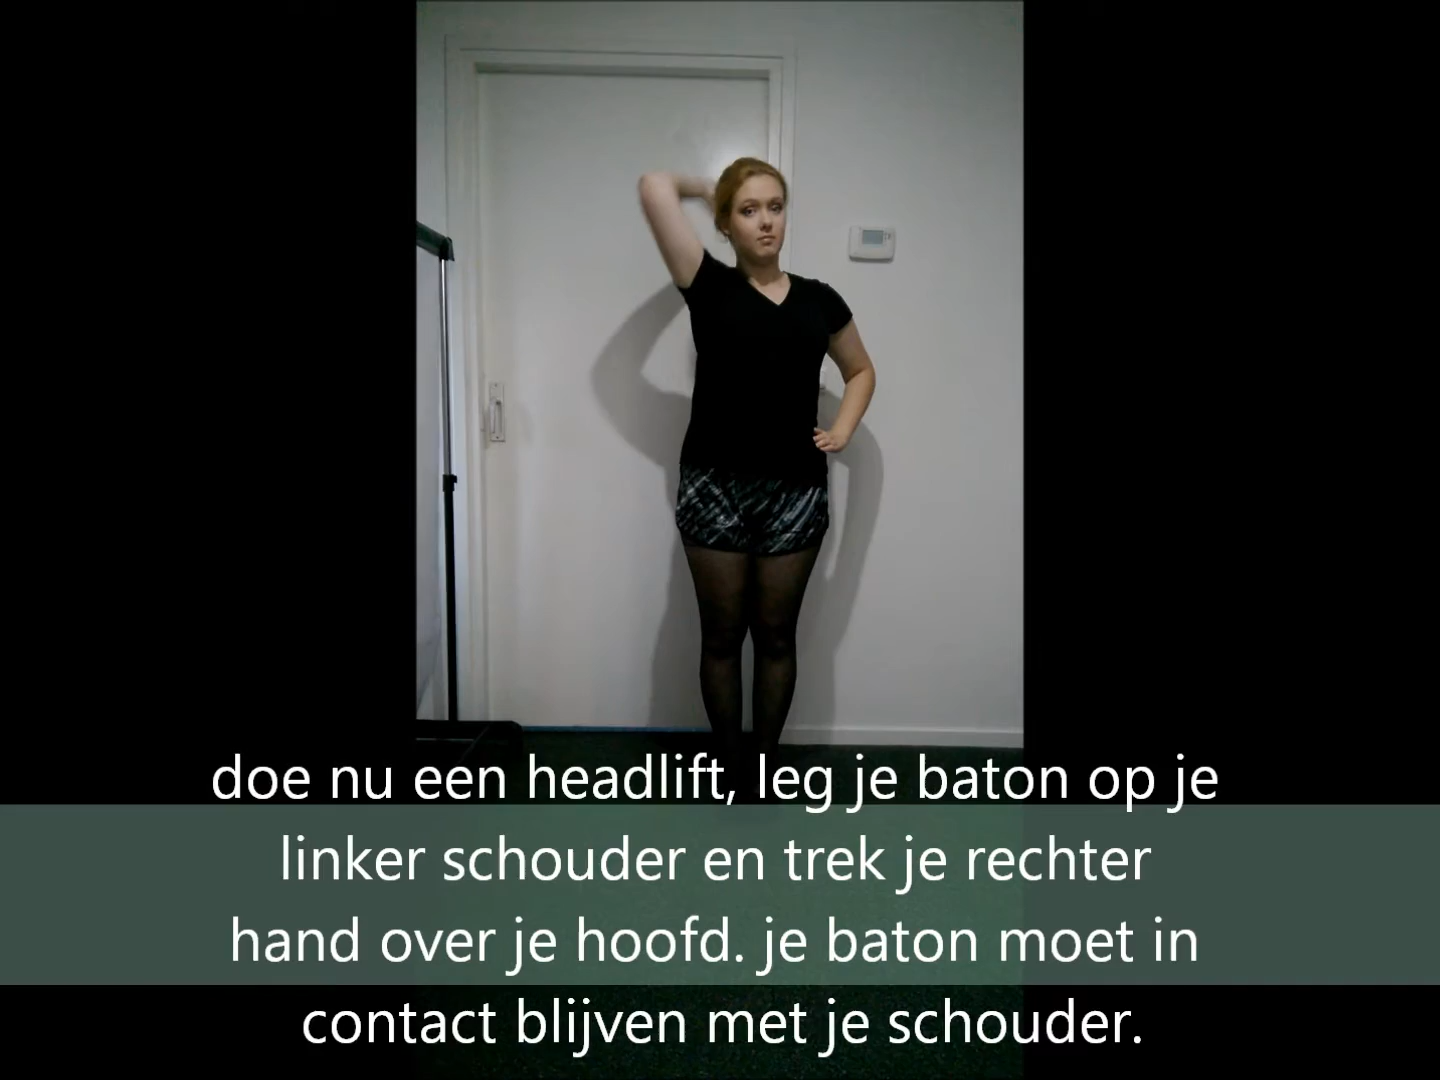 doe nu een headlift, leg je baton op je
linker schouder en trek je rechter
hand over je hoofd. je baton moet in
contact blijven met je schouder.